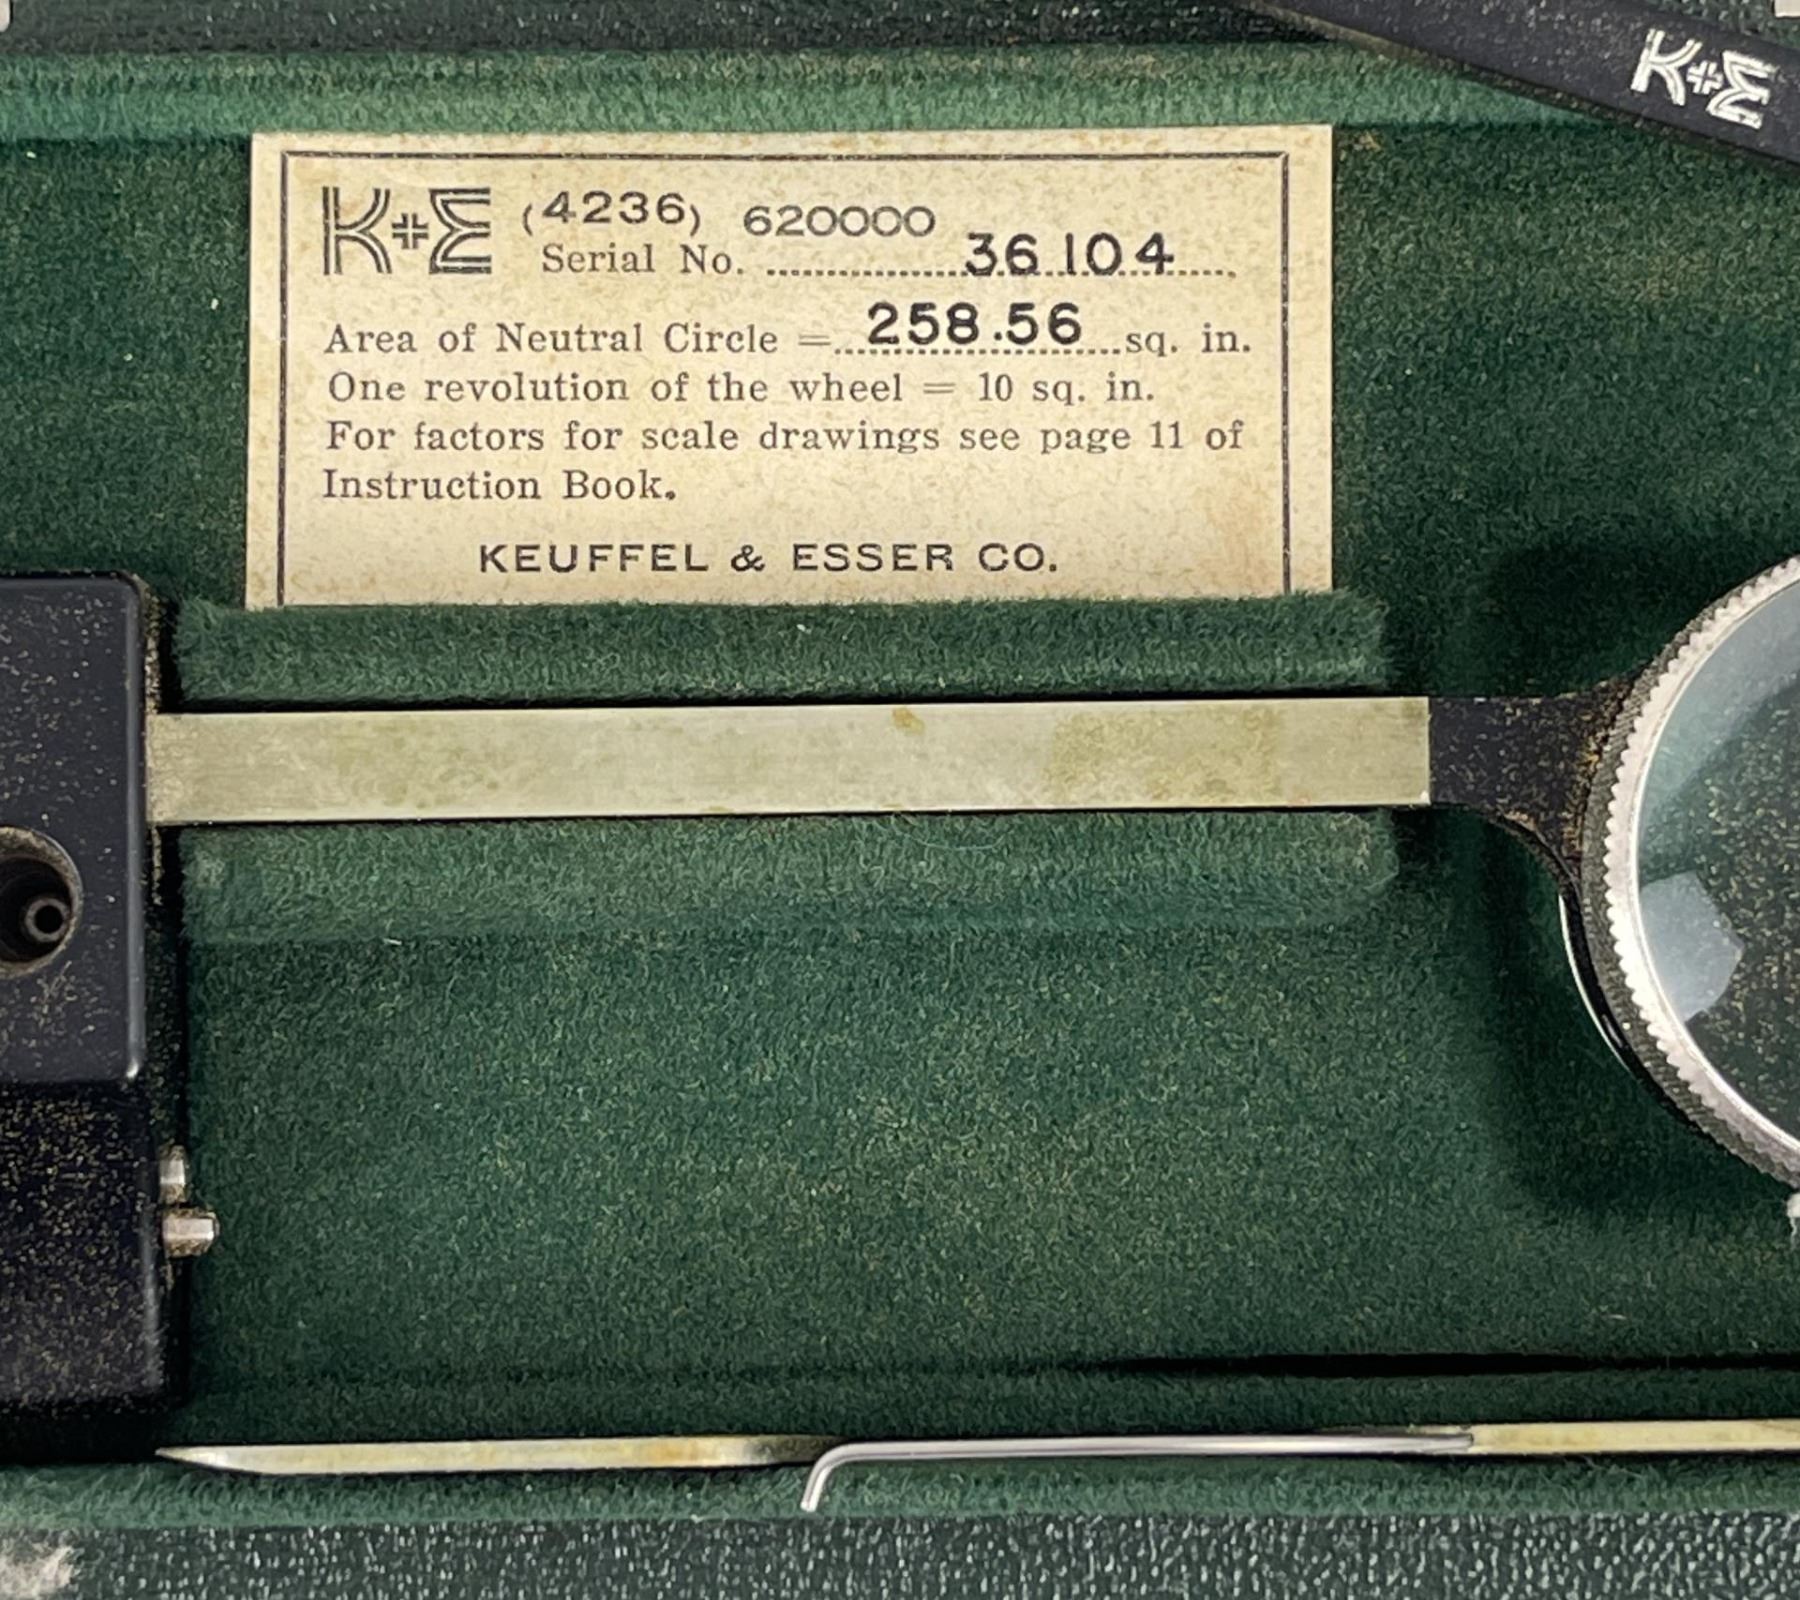 K+E
K+E (4236) 620000
Serial No. 36104
Area of Neutral Circle = 258.56 sq. in.
One revolution of the wheel = 10 sq. in.
For factors for scale drawings see page 11 of
Instruction Book.
KEUFFEL & ESSER CO.